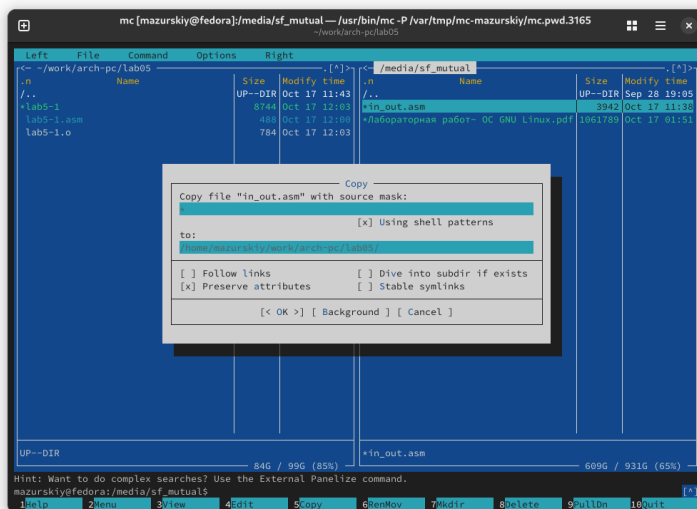 mc [mazurskiy@fedora]:/media/sf_mutual — /usr/bin/mc -P /var/tmp/mc-mazurskiy/mc.pwd.3165
~/work/arch-pc/lab05
Left File Command Options Right
<— ~/work/arch-pc/lab05 .[^]>
.n Name Size Modify time
/.. UP--DIR Oct 17 11:43
*lab5-1 8744 Oct 17 12:03
lab5-1.asm 488 Oct 17 12:00
lab5-1.o 784 Oct 17 12:03
UP--DIR
84G / 99G (85%)
<— /media/sf_mutual .[^]>
.n Name Size Modify time
/.. UP--DIR Sep 28 19:05
*in_out.asm 3942 Oct 17 11:38
*Лабораторная работ~ ОС GNU Linux.pdf 1061789 Oct 17 01:51
*in_out.asm
609G / 931G (65%)
Copy
Copy file "in_out.asm" with source mask:
*
[x] Using shell patterns
to:
/home/mazurskiy/work/arch-pc/lab05/
[ ] Follow links [ ] Dive into subdir if exists
[x] Preserve attributes [ ] Stable symlinks
[< OK >] [ Background ] [ Cancel ]
Hint: Want to do complex searches? Use the External Panelize command.
mazurskiy@fedora:/media/sf_mutual$ [^]
1Help 2Menu 3View 4Edit 5Copy 6RenMov 7Mkdir 8Delete 9PullDn 10Quit